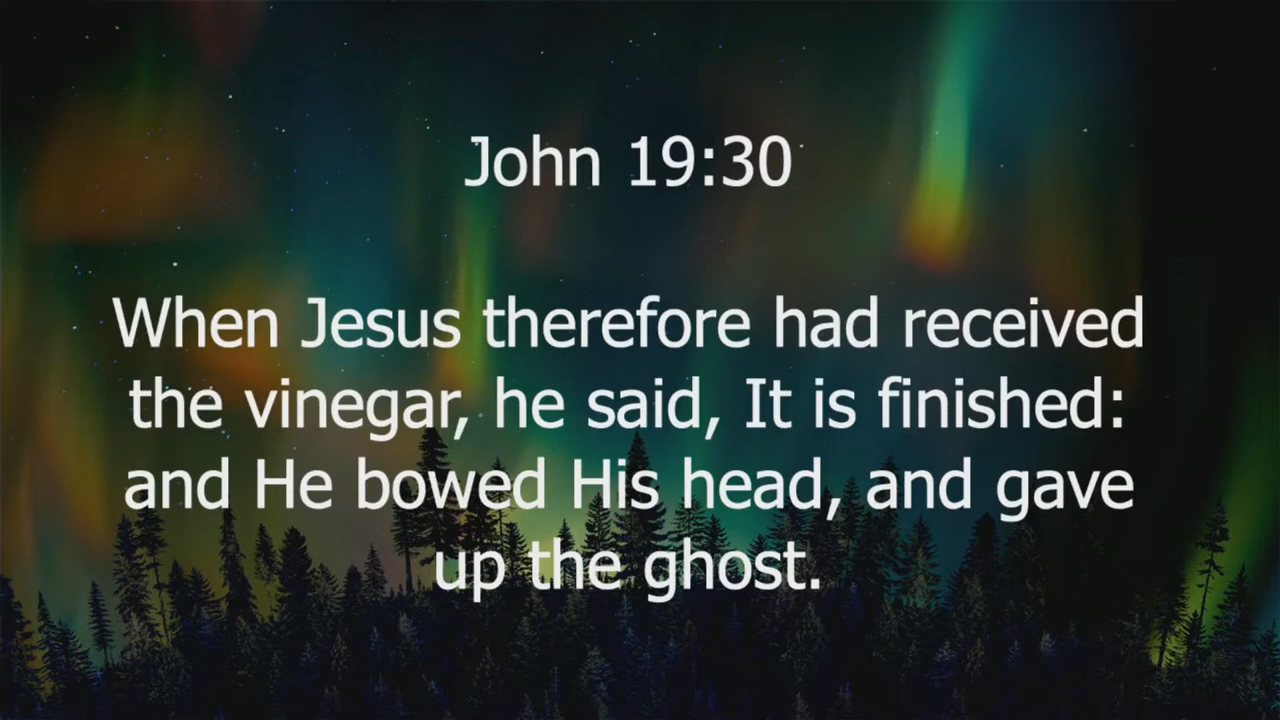 John 19:30
When Jesus therefore had received
the vinegar, he said, It is finished:
and He bowed His head, and gave
up the ghost.